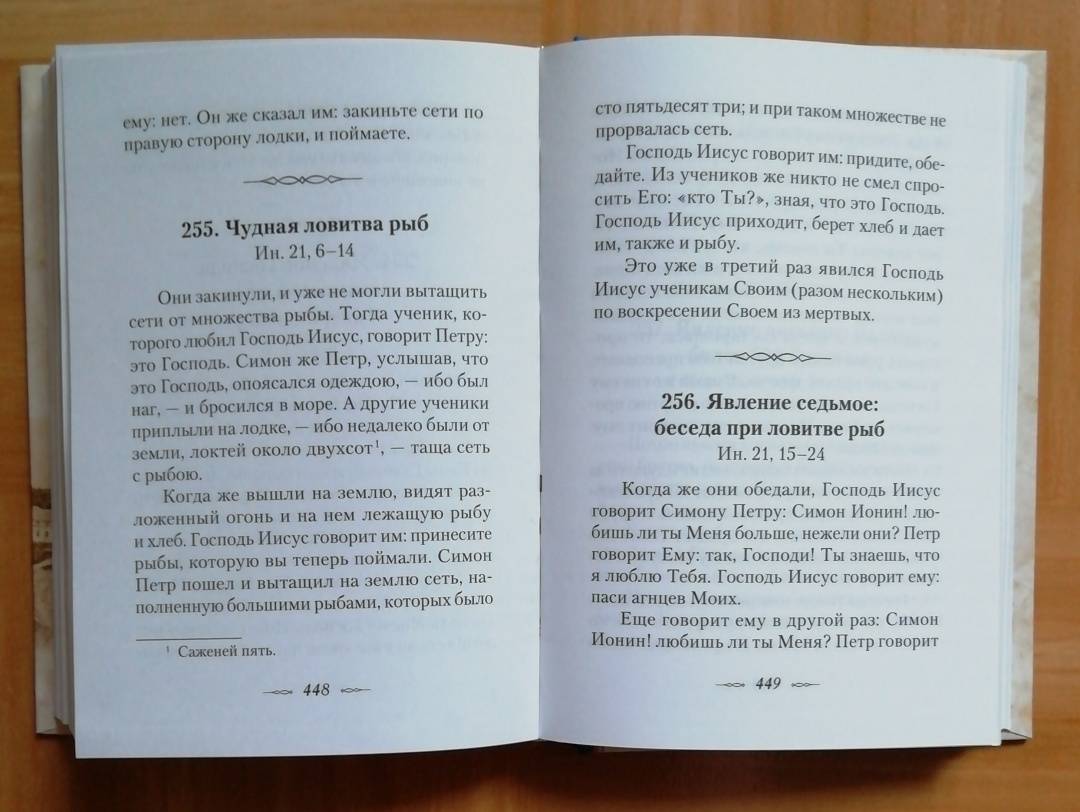 ему: нет. Он же сказал им: закиньте сети по
правую сторону лодки, и поймаете.
255. Чудная ловитва рыб
Ин. 21, 6–14
Они закинули, и уже не могли вытащить
сети от множества рыбы. Тогда ученик, ко-
торого любил Господь Иисус, говорит Петру:
это Господь. Симон же Петр, услышав, что
это Господь, опоясался одеждою, — ибо был
наг, — и бросился в море. А другие ученики
приплыли на лодке, — ибо недалеко были от
земли, локтей около двухсот¹, — таща сеть
с рыбою.
Когда же вышли на землю, видят раз-
ложенный огонь и на нем лежащую рыбу
и хлеб. Господь Иисус говорит им: принесите
рыбы, которую вы теперь поймали. Симон
Петр пошел и вытащил на землю сеть, на-
полненную большими рыбами, которых было
¹ Саженей пять.
448
сто пятьдесят три; и при таком множестве не
прорвалась сеть.
Господь Иисус говорит им: придите, обе-
дайте. Из учеников же никто не смел спро-
сить Его: «кто Ты?», зная, что это Господь.
Господь Иисус приходит, берет хлеб и дает
им, также и рыбу.
Это уже в третий раз явился Господь
Иисус ученикам Своим (разом нескольким)
по воскресении Своем из мертвых.
256. Явление седьмое:
беседа при ловитве рыб
Ин. 21, 15–24
Когда же они обедали, Господь Иисус
говорит Симону Петру: Симон Ионин! лю-
бишь ли ты Меня больше, нежели они? Петр
говорит Ему: так, Господи! Ты знаешь, что
я люблю Тебя. Господь Иисус говорит ему:
паси агнцев Моих.
Еще говорит ему в другой раз: Симон
Ионин! любишь ли ты Меня? Петр говорит
449